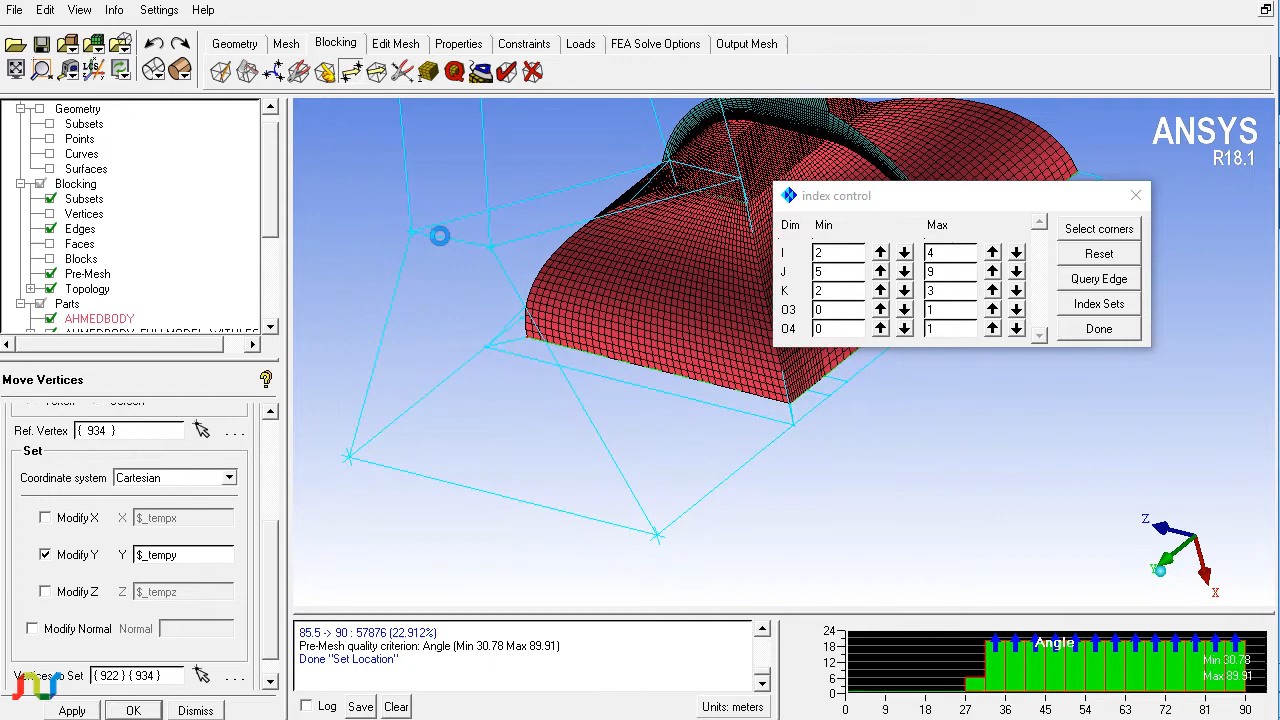 File Edit View Info Settings Help
Geometry Mesh Blocking Edit Mesh Properties Constraints Loads FEA Solve Options Output Mesh
Geometry
Subsets
Points
Curves
Surfaces
Blocking
Subsets
Vertices
Edges
Faces
Blocks
Pre-Mesh
Topology
Parts
AHMEDBODY
ANSYS
R18.1
index control
Dim Min Max
I 2 4
J 5 9
K 2 3
O3 0 1
O4 0 1
Select corners
Reset
Query Edge
Index Sets
Done
Move Vertices
Ref. Vertex { 934 }
Set
Coordinate system Cartesian
Modify X X $_tempx
Modify Y Y $_tempy
Modify Z Z $_tempz
Modify Normal Normal
Set { 922 } { 934 }
Apply OK Dismiss
85.5 -> 90 : 57876 (22.912%)
Pre-Mesh quality criterion: Angle (Min 30.78 Max 89.91)
Done "Set Location"
Log Save Clear
Units: meters
Angle
Min 30.78
Max 89.91
24
18
12
6
0
0 9 18 27 36 45 54 63 72 81 90
Z
Y
X